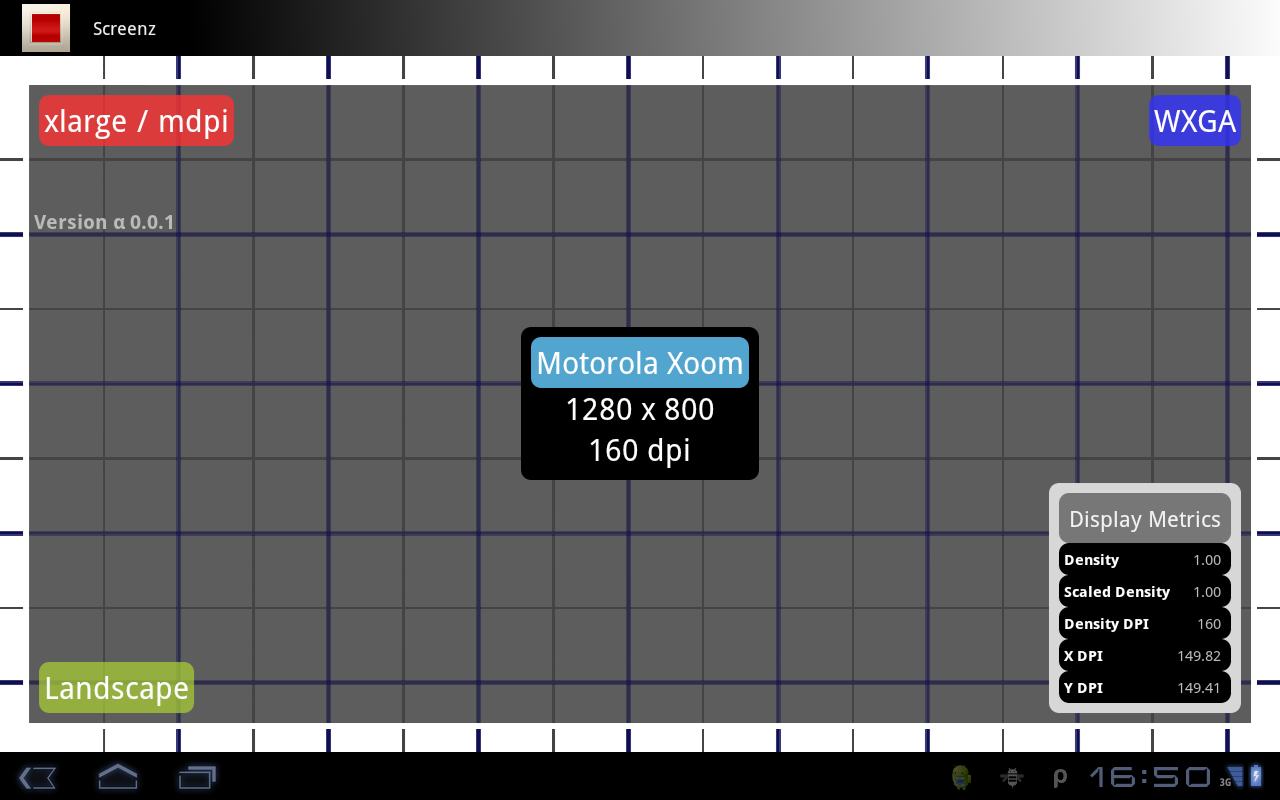 Screenz
xlarge / mdpi
WXGA
Version α 0.0.1
Motorola Xoom
1280 x 800
160 dpi
Display Metrics
Density 1.00
Scaled Density 1.00
Density DPI 160
X DPI 149.82
Y DPI 149.41
Landscape
ρ 16:50 3G